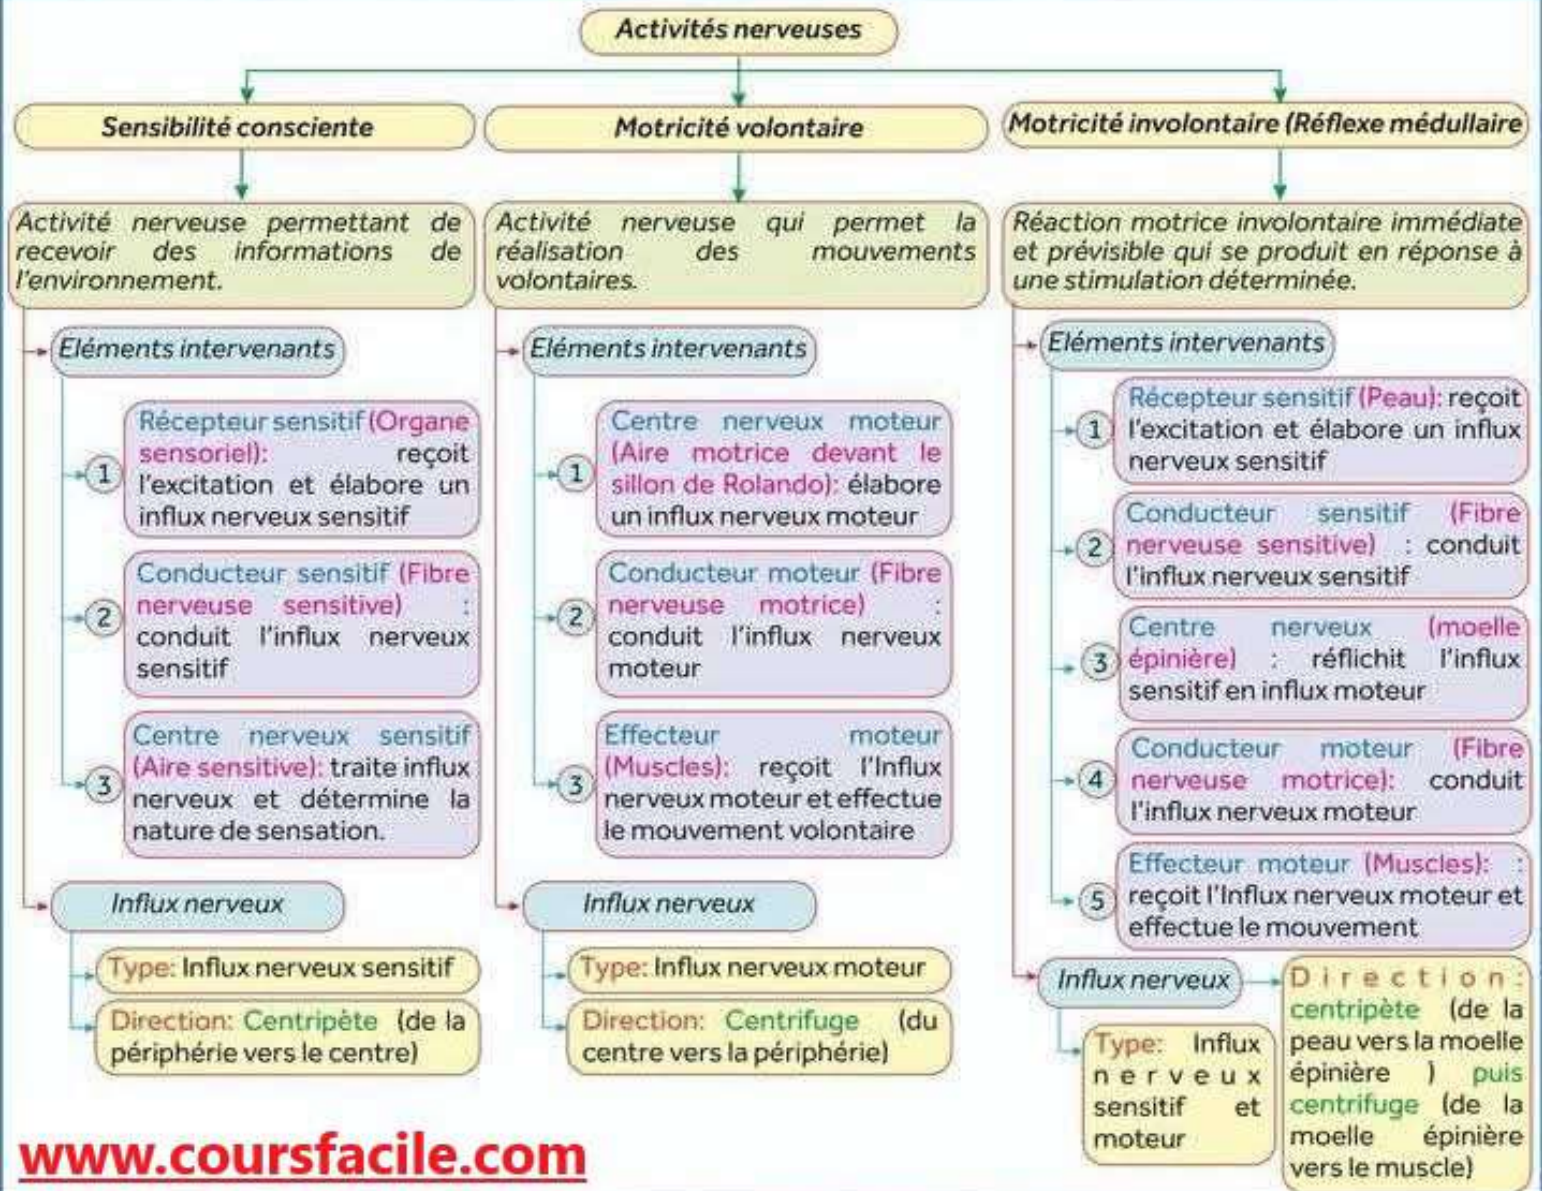 Activités nerveuses
Sensibilité consciente
Activité nerveuse permettant de
recevoir des informations de
l'environnement.
Eléments intervenants
1
Récepteur sensitif (Organe
sensoriel): reçoit
l'excitation et élabore un
influx nerveux sensitif
2
Conducteur sensitif (Fibre
nerveuse sensitive) :
conduit l'influx nerveux
sensitif
3
Centre nerveux sensitif
(Aire sensitive): traite influx
nerveux et détermine la
nature de sensation.
Influx nerveux
Type: Influx nerveux sensitif
Direction: Centripète (de la
périphérie vers le centre)
Motricité volontaire
Activité nerveuse qui permet la
réalisation des mouvements
volontaires.
Eléments intervenants
1
Centre nerveux moteur
(Aire motrice devant le
sillon de Rolando): élabore
un influx nerveux moteur
2
Conducteur moteur (Fibre
nerveuse motrice) :
conduit l'influx nerveux
moteur
3
Effecteur moteur
(Muscles): reçoit l'Influx
nerveux moteur et effectue
le mouvement volontaire
Influx nerveux
Type: Influx nerveux moteur
Direction: Centrifuge (du
centre vers la périphérie)
Motricité involontaire (Réflexe médullaire
Réaction motrice involontaire immédiate
et prévisible qui se produit en réponse à
une stimulation déterminée.
Eléments intervenants
1
Récepteur sensitif (Peau): reçoit
l'excitation et élabore un influx
nerveux sensitif
2
Conducteur sensitif (Fibre
nerveuse sensitive) : conduit
l'influx nerveux sensitif
3
Centre nerveux (moelle
épinière) : réflichit l'influx
sensitif en influx moteur
4
Conducteur moteur (Fibre
nerveuse motrice): conduit
l'influx nerveux moteur
5
Effecteur moteur (Muscles): :
reçoit l'Influx nerveux moteur et
effectue le mouvement
Influx nerveux
Type: Influx
nerveux
sensitif et
moteur
Direction:
centripète (de la
peau vers la moelle
épinière ) puis
centrifuge (de la
moelle épinière
vers le muscle)
www.coursfacile.com